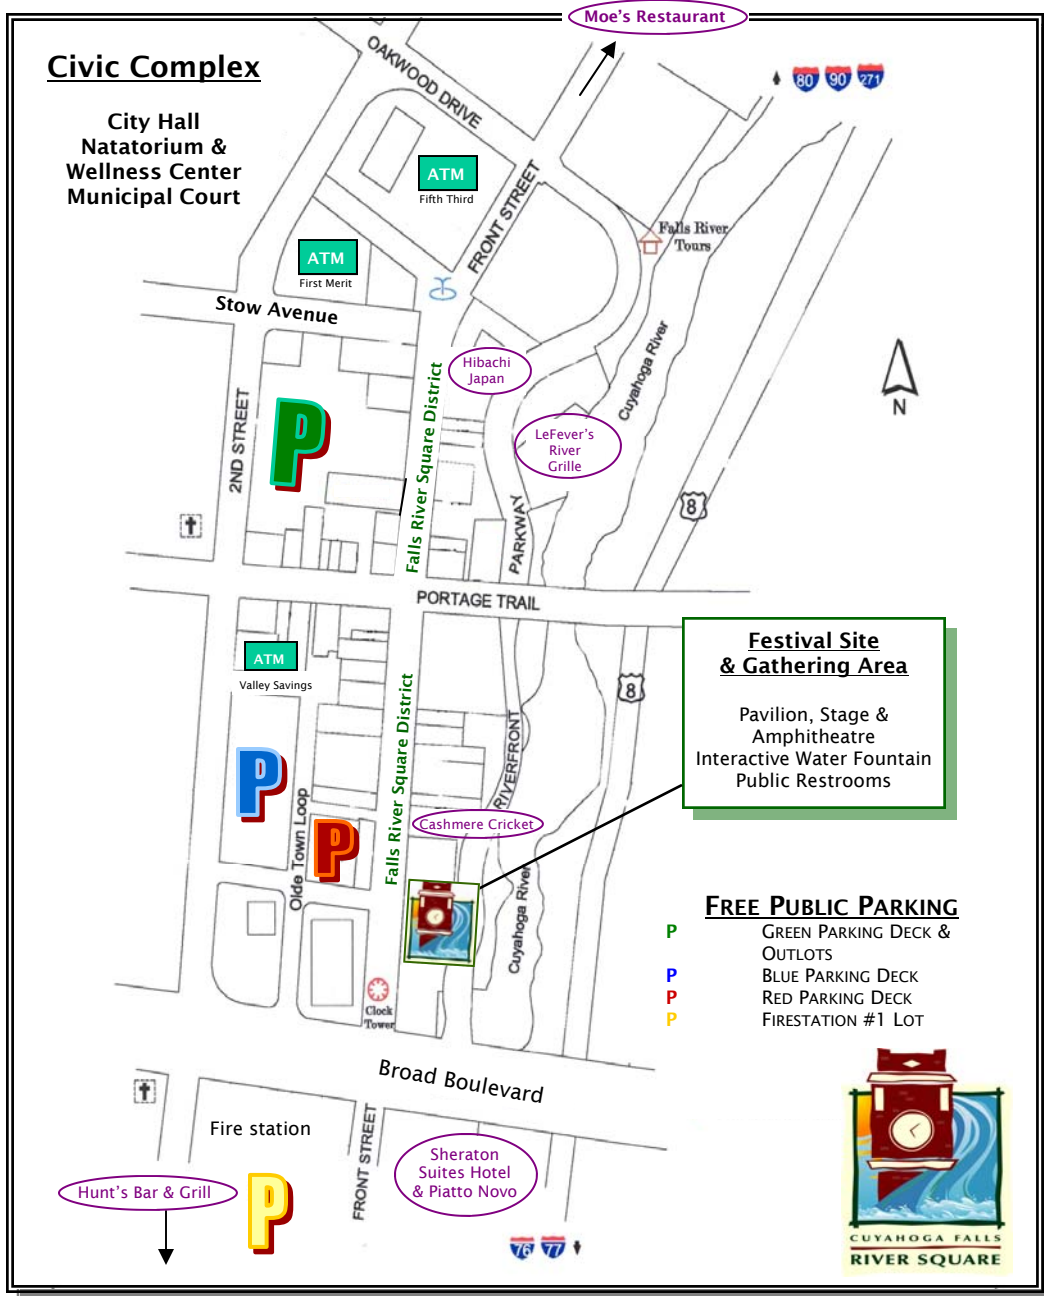 Moe's Restaurant
Civic Complex
City Hall
Natatorium &
Wellness Center
Municipal Court
OAKWOOD DRIVE
80 90 271
ATM
Fifth Third
FRONT STREET
Falls River
Tours
ATM
First Merit
Stow Avenue
Cuyahoga River
N
Hibachi
Japan
Falls River Square District
2ND STREET
P
LeFever's
River
Grille
PARKWAY
8
PORTAGE TRAIL
ATM
Valley Savings
8
Festival Site
& Gathering Area
Pavilion, Stage &
Amphitheatre
Interactive Water Fountain
Public Restrooms
Falls River Square District
RIVERFRONT
P
Olde Town Loop
P
Cashmere Cricket
Cuyahoga River
FREE PUBLIC PARKING
P GREEN PARKING DECK &
OUTLOTS
P BLUE PARKING DECK
P RED PARKING DECK
P FIRESTATION #1 LOT
Clock
Tower
Broad Boulevard
Fire station
FRONT STREET
Sheraton
Suites Hotel
& Piatto Novo
Hunt's Bar & Grill
P
76 77
CUYAHOGA FALLS
RIVER SQUARE